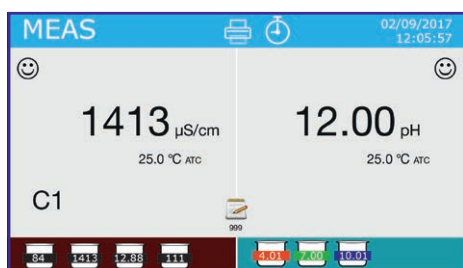 MEAS
02/09/2017
12:05:57
1413 µS/cm
25.0 °C ATC
C1
12.00 pH
25.0 °C ATC
999
84 1413 12.88 111
4.01 7.00 10.01